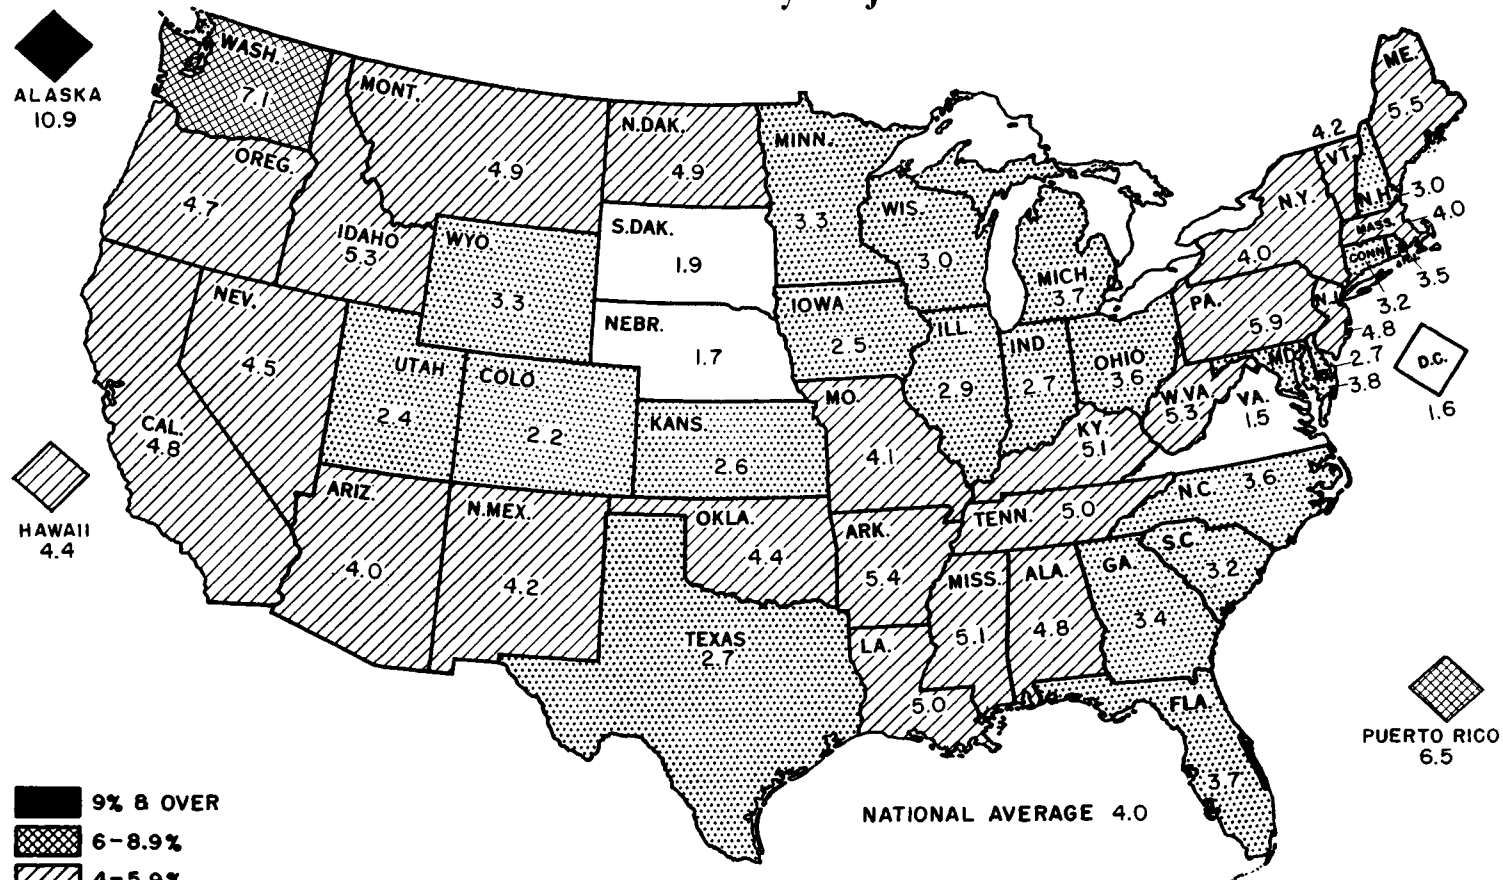 ALASKA
10.9
WASH.
7.1
OREG.
4.7
IDAHO
5.3
MONT.
4.9
N.DAK.
4.9
S.DAK.
1.9
NEBR.
1.7
WYO.
3.3
MINN.
3.3
WIS.
3.0
MICH.
3.7
IOWA
2.5
ILL.
2.9
IND.
2.7
OHIO
3.6
PA.
5.9
N.Y.
4.0
4.2
VT.
N.H.
3.0
ME.
5.5
MASS.
4.0
CONN.
3.5
3.2
N.J.
4.8
2.7
MD.
3.8
D.C.
1.6
W.VA.
5.3
VA.
1.5
KY.
5.1
TENN.
5.0
N.C.
3.6
S.C.
3.2
GA.
3.4
ALA.
4.8
MISS.
5.1
LA.
5.0
ARK.
5.4
MO.
4.1
KANS.
2.6
OKLA.
4.4
TEXAS
2.7
COLO.
2.2
UTAH
2.4
NEV.
4.5
CAL.
4.8
ARIZ.
4.0
N.MEX.
4.2
FLA.
3.7
HAWAII
4.4
PUERTO RICO
6.5
NATIONAL AVERAGE 4.0
9% & OVER
6-8.9%
4-5.9%